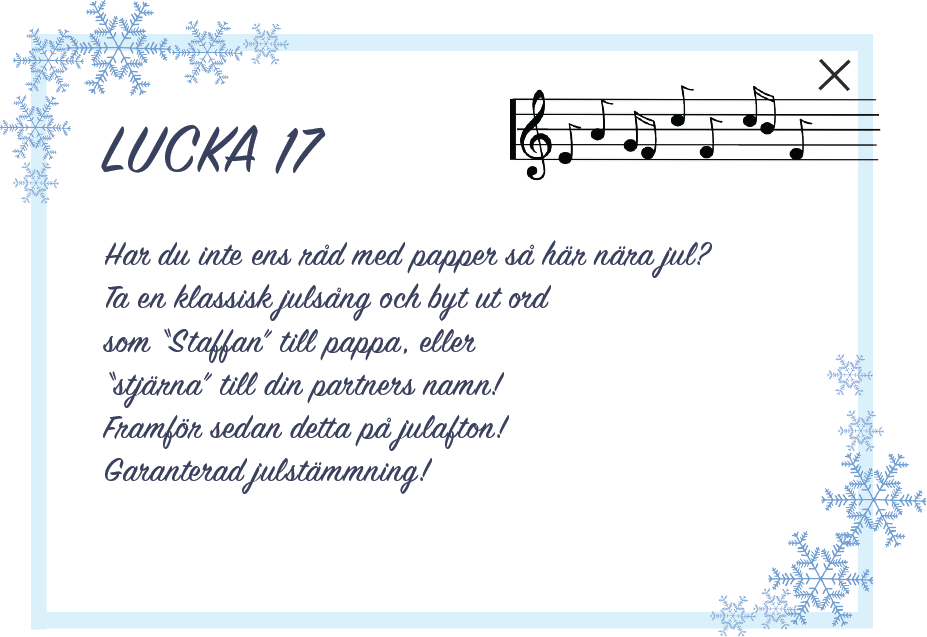 LUCKA 17
Har du inte ens råd med papper så här nära jul?
Ta en klassisk julsång och byt ut ord
som "Staffan" till pappa, eller
"stjärna" till din partners namn!
Framför sedan detta på julafton!
Garanterad julstämmning!